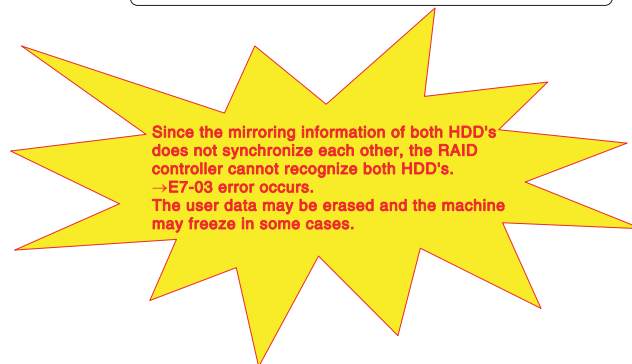 Since the mirroring information of both HDD's
does not synchronize each other, the RAID
controller cannot recognize both HDD's.
→E7-03 error occurs.
The user data may be erased and the machine
may freeze in some cases.